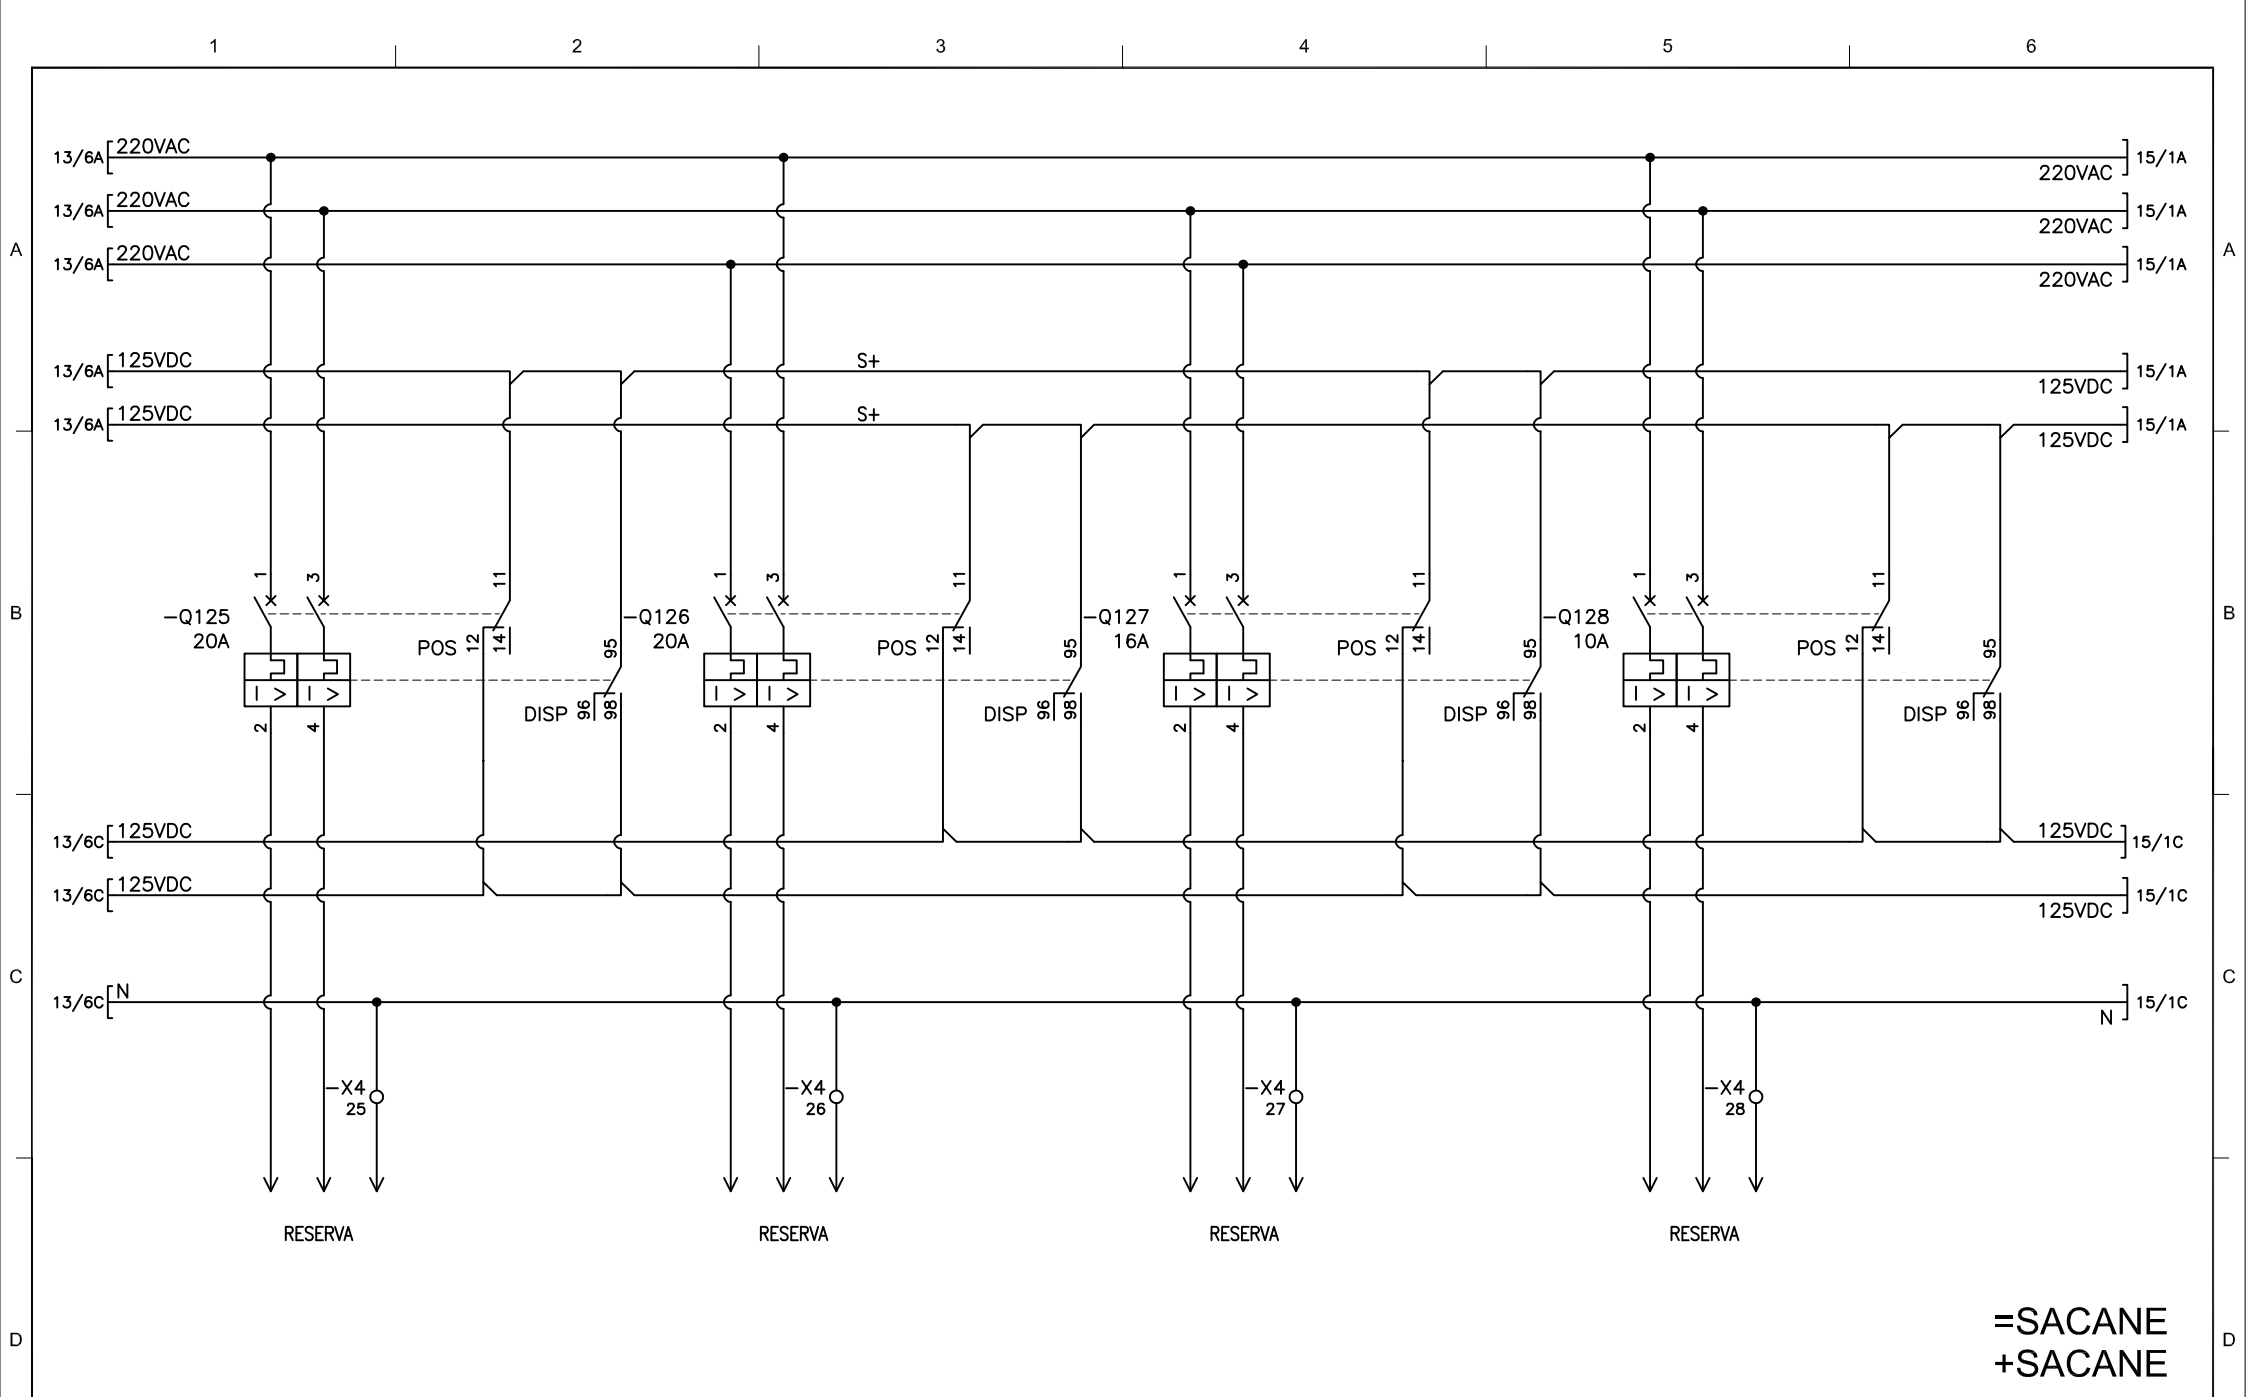 1 2 3 4 5 6
13/6A 220VAC 15/1A
220VAC
13/6A 220VAC 15/1A
220VAC
A A
13/6A 220VAC 15/1A
220VAC
13/6A 125VDC S+ 15/1A
125VDC
13/6A 125VDC S+ 15/1A
125VDC
1 3 11 1 3 11 1 3 11 1 3 11
B B
-Q125 -Q126 -Q127 -Q128
20A 20A 16A 10A
POS 12 14 95 POS 12 14 95 POS 12 14 95 POS 12 14 95
I > I > I > I > I > I > I > I >
DISP 96 98 DISP 96 98 DISP 96 98 DISP 96 98
2 4 2 4 2 4 2 4
13/6C 125VDC 125VDC 15/1C
13/6C 125VDC 15/1C
125VDC
C C
13/6C N 15/1C
N
-X4 -X4 -X4 -X4
25 26 27 28
RESERVA RESERVA RESERVA RESERVA
=SACANE
D D
+SACANE